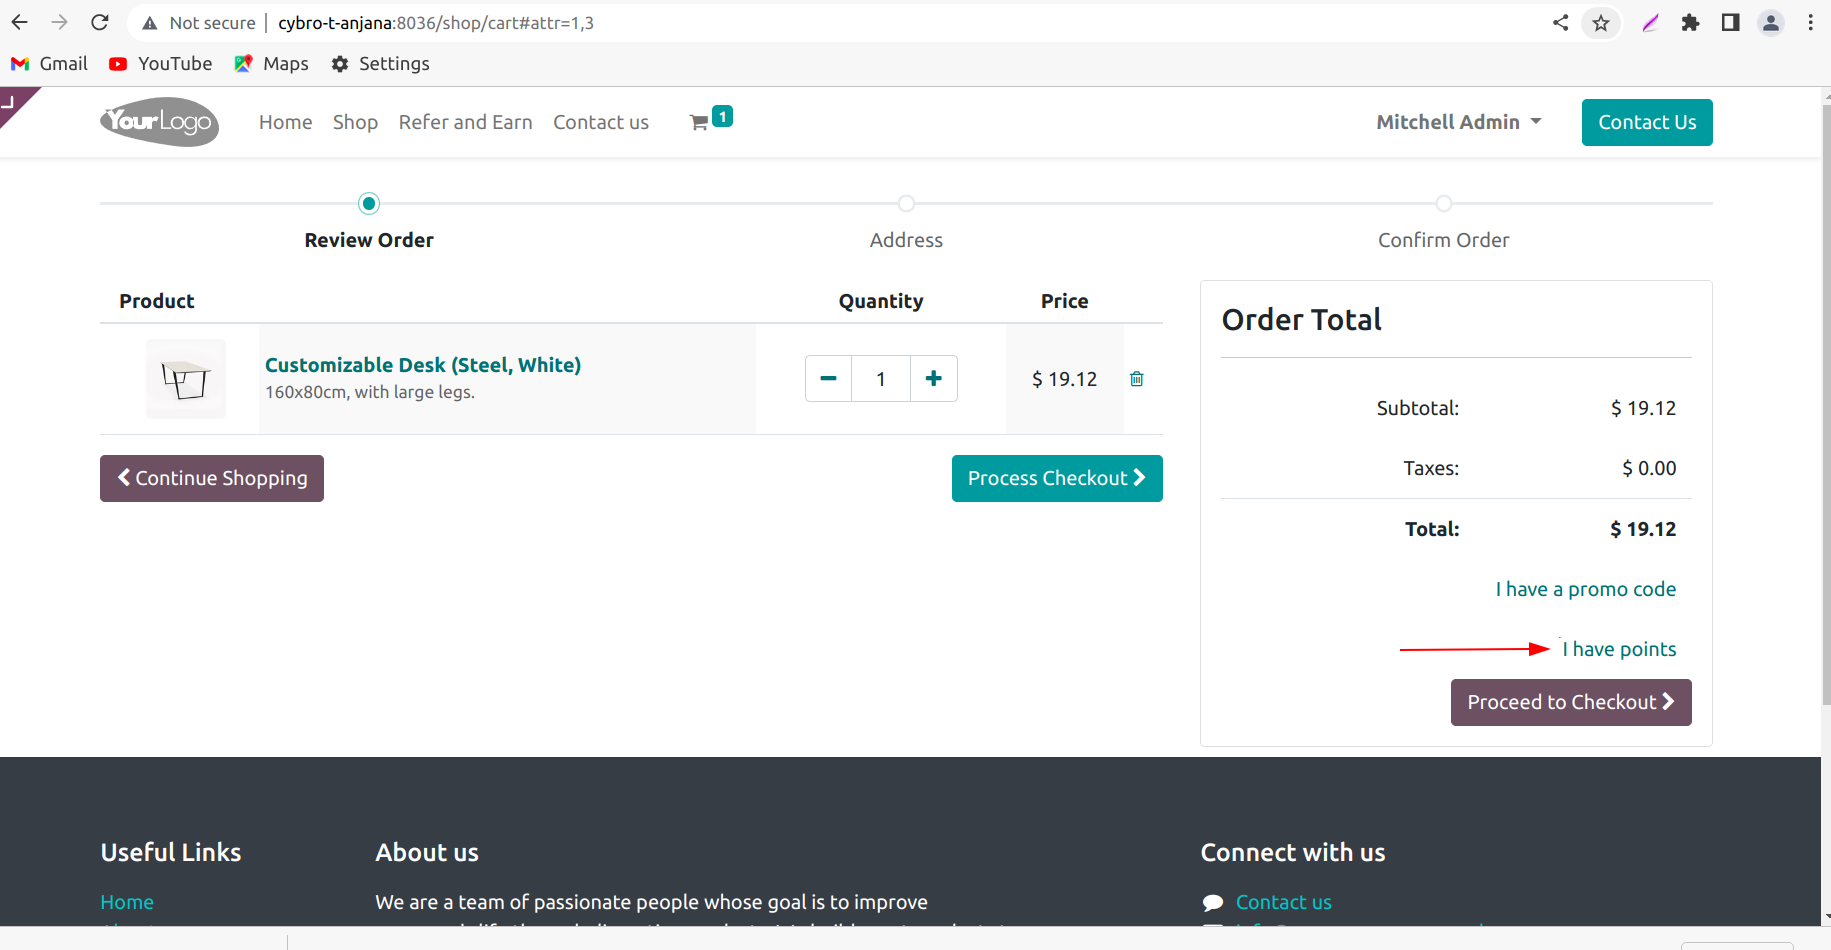 Not secure | cybro-t-anjana:8036/shop/cart#attr=1,3
Gmail YouTube Maps Settings
YourLogo Home Shop Refer and Earn Contact us 1 Mitchell Admin Contact Us
Review Order Address Confirm Order
Product Quantity Price
Customizable Desk (Steel, White)
160x80cm, with large legs.
1 $ 19.12
Continue Shopping Process Checkout
Order Total
Subtotal: $ 19.12
Taxes: $ 0.00
Total: $ 19.12
I have a promo code
I have points
Proceed to Checkout
Useful Links About us Connect with us
Home We are a team of passionate people whose goal is to improve Contact us